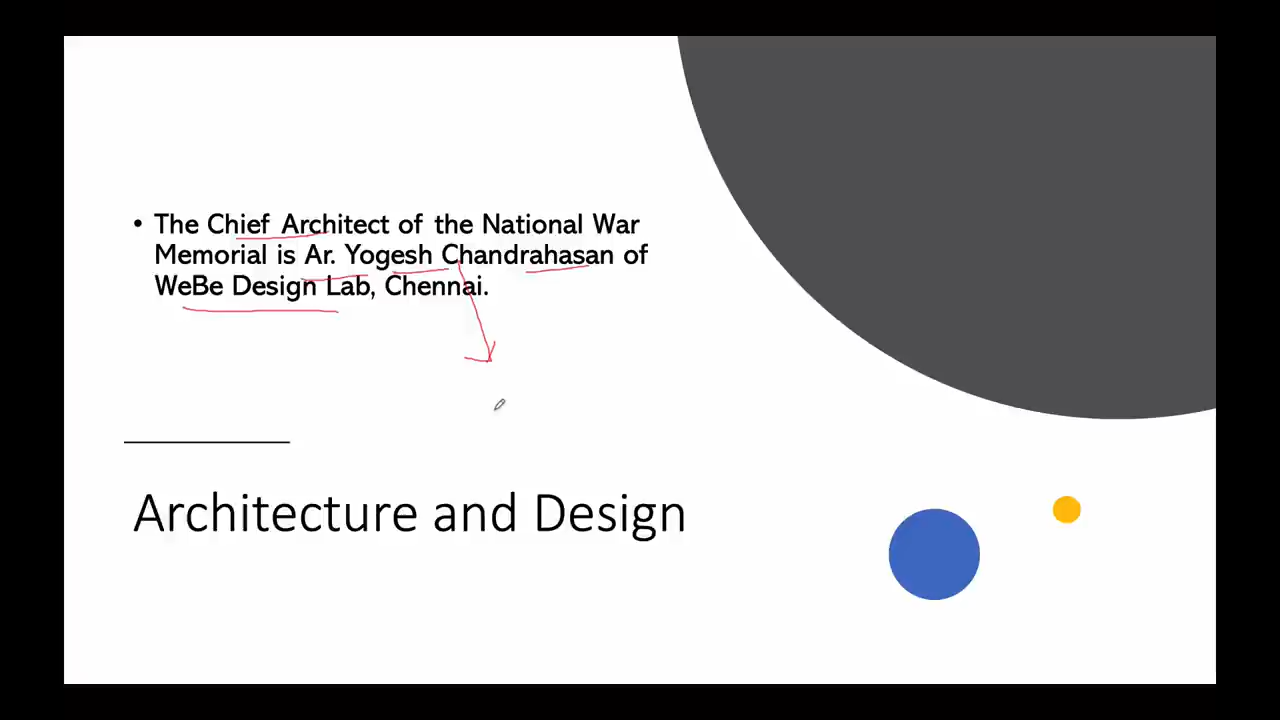 • The Chief Architect of the National War
Memorial is Ar. Yogesh Chandrahasan of
WeBe Design Lab, Chennai.
Architecture and Design